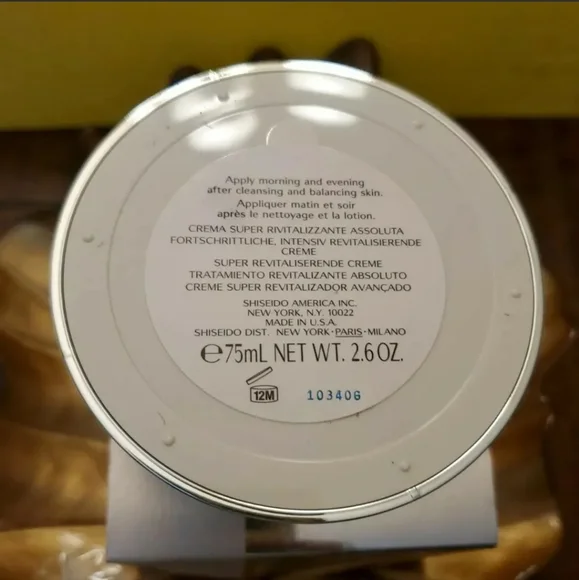 Apply morning and evening
after cleansing and balancing skin.
Appliquer matin et soir
après le nettoyage et la lotion.
CREMA SUPER RIVITALIZZANTE ASSOLUTA
FORTSCHRITTLICHE, INTENSIV REVITALISIERENDE
CREME
SUPER REVITALISERENDE CREME
TRATAMIENTO REVITALIZANTE ABSOLUTO
CREME SUPER REVITALIZADOR AVANÇADO
SHISEIDO AMERICA INC.
NEW YORK, N.Y. 10022
MADE IN U.S.A.
SHISEIDO DIST. NEW YORK·PARIS·MILANO
℮75mL NET WT. 2.6 OZ.
12M 103406